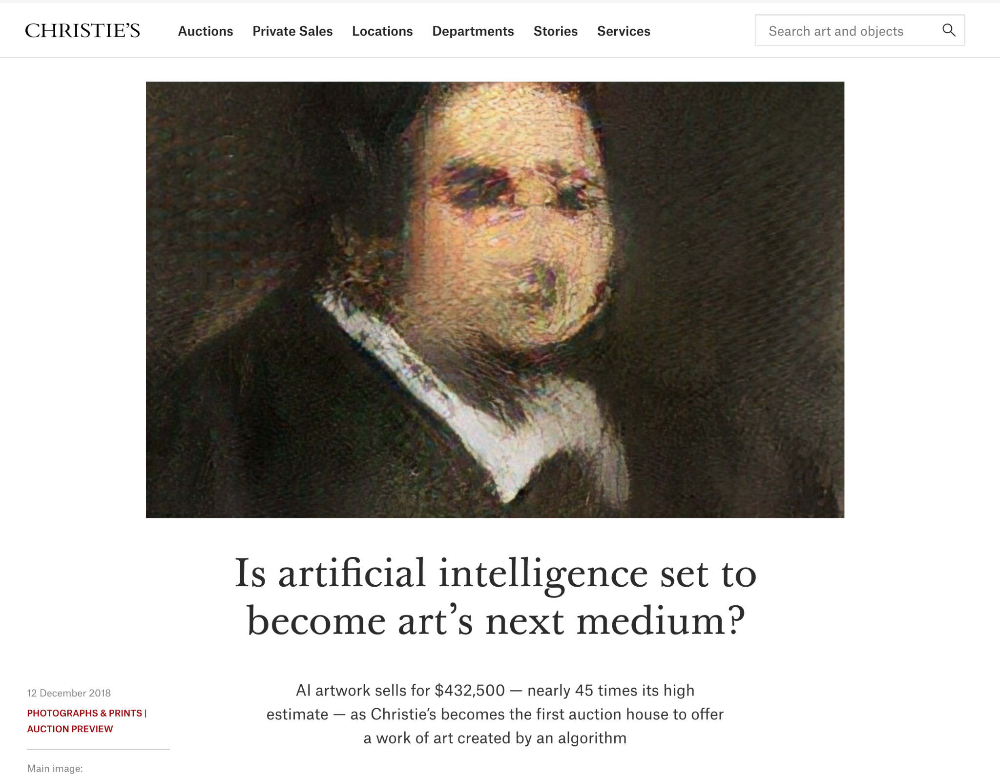 CHRISTIE'S Auctions Private Sales Locations Departments Stories Services Search art and objects
Is artificial intelligence set to
become art’s next medium?
12 December 2018
PHOTOGRAPHS & PRINTS |
AUCTION PREVIEW
Main image:
AI artwork sells for $432,500 — nearly 45 times its high
estimate — as Christie’s becomes the first auction house to offer
a work of art created by an algorithm